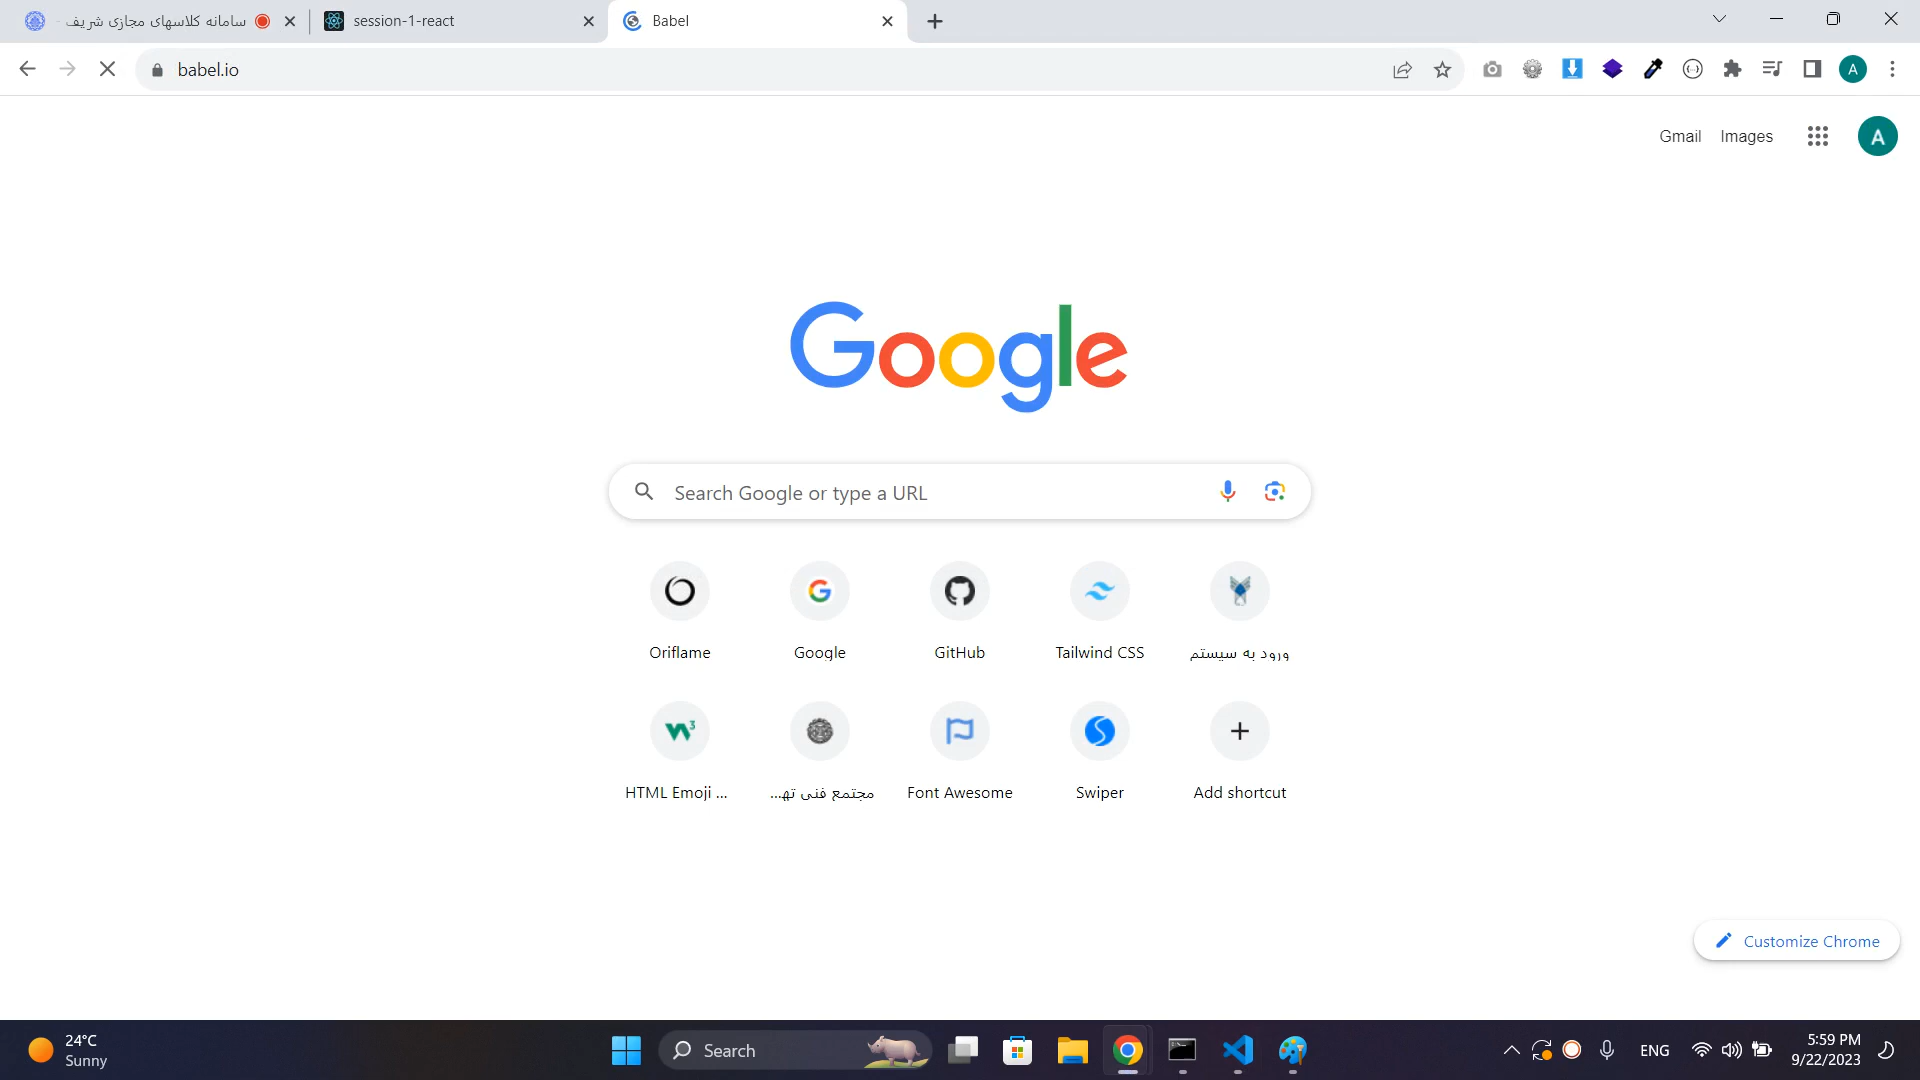 سامانه کلاسهای مجازی شریف -
session-1-react
Babel
babel.io
A
Gmail
Images
A
Google
Search Google or type a URL
Oriflame
Google
GitHub
Tailwind CSS
ورود به سیستم
HTML Emoji ...
مجتمع فنی ته...
Font Awesome
Swiper
Add shortcut
Customize Chrome
24°C
Sunny
Search
ENG
5:59 PM
9/22/2023